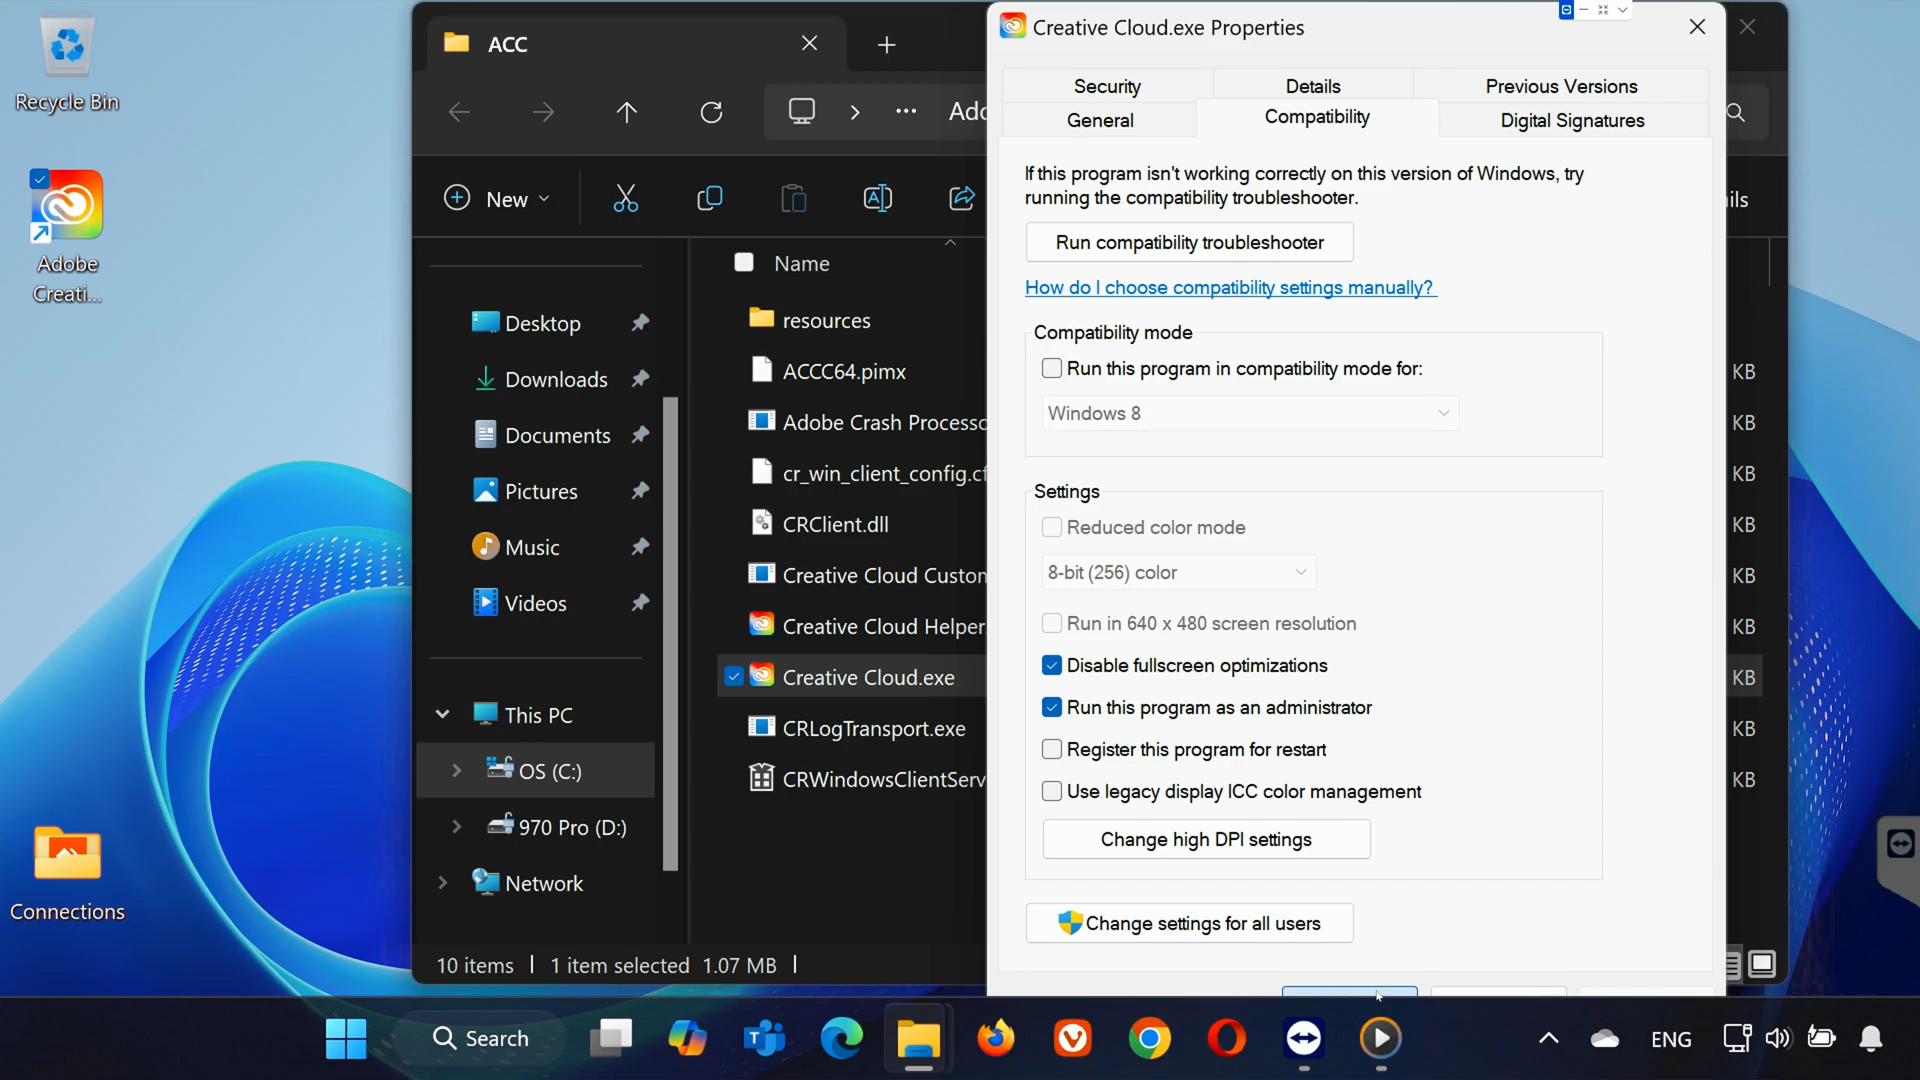 Recycle Bin
Adobe
Creati...
Connections
ACC
Ado
New
ils
Desktop
Downloads
Documents
Pictures
Music
Videos
This PC
OS (C:)
970 Pro (D:)
Network
Name
resources
ACCC64.pimx
KB
Adobe Crash Processo
KB
cr_win_client_config.cf
KB
CRClient.dll
KB
Creative Cloud Custon
KB
Creative Cloud Helper.
KB
Creative Cloud.exe
KB
CRLogTransport.exe
KB
CRWindowsClientServ
KB
10 items
1 item selected 1.07 MB
Creative Cloud.exe Properties
Security
Details
Previous Versions
General
Compatibility
Digital Signatures
If this program isn't working correctly on this version of Windows, try
running the compatibility troubleshooter.
Run compatibility troubleshooter
How do I choose compatibility settings manually?
Compatibility mode
Run this program in compatibility mode for:
Windows 8
Settings
Reduced color mode
8-bit (256) color
Run in 640 x 480 screen resolution
Disable fullscreen optimizations
Run this program as an administrator
Register this program for restart
Use legacy display ICC color management
Change high DPI settings
Change settings for all users
Search
ENG